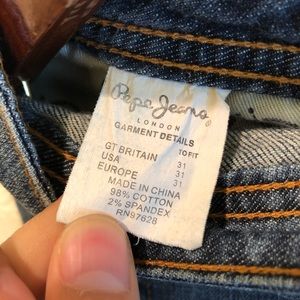 Pepe Jeans
LONDON
GARMENT DETAILS
TO FIT
GT BRITAIN 31
USA 31
EUROPE 31
MADE IN CHINA
98% COTTON
2% SPANDEX
RN97628